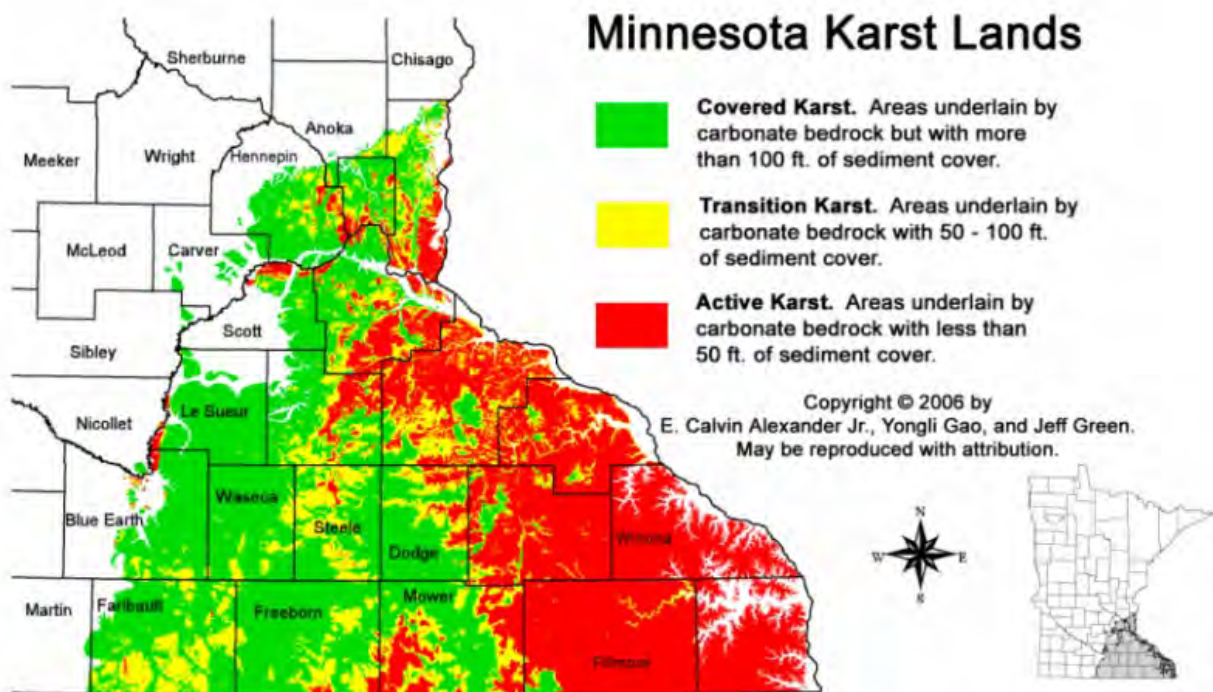 Minnesota Karst Lands
Covered Karst. Areas underlain by
carbonate bedrock but with more
than 100 ft. of sediment cover.
Transition Karst. Areas underlain by
carbonate bedrock with 50 - 100 ft.
of sediment cover.
Active Karst. Areas underlain by
carbonate bedrock with less than
50 ft. of sediment cover.
Copyright © 2006 by
E. Calvin Alexander Jr., Yongli Gao, and Jeff Green.
May be reproduced with attribution.
N
W
E
S
Sherburne
Chisago
Anoka
Meeker
Wright
Hennepin
McLeod
Carver
Scott
Sibley
Nicollet
Le Sueur
Waseca
Blue Earth
Steele
Dodge
Winona
Martin
Faribault
Freeborn
Mower
Fillmore